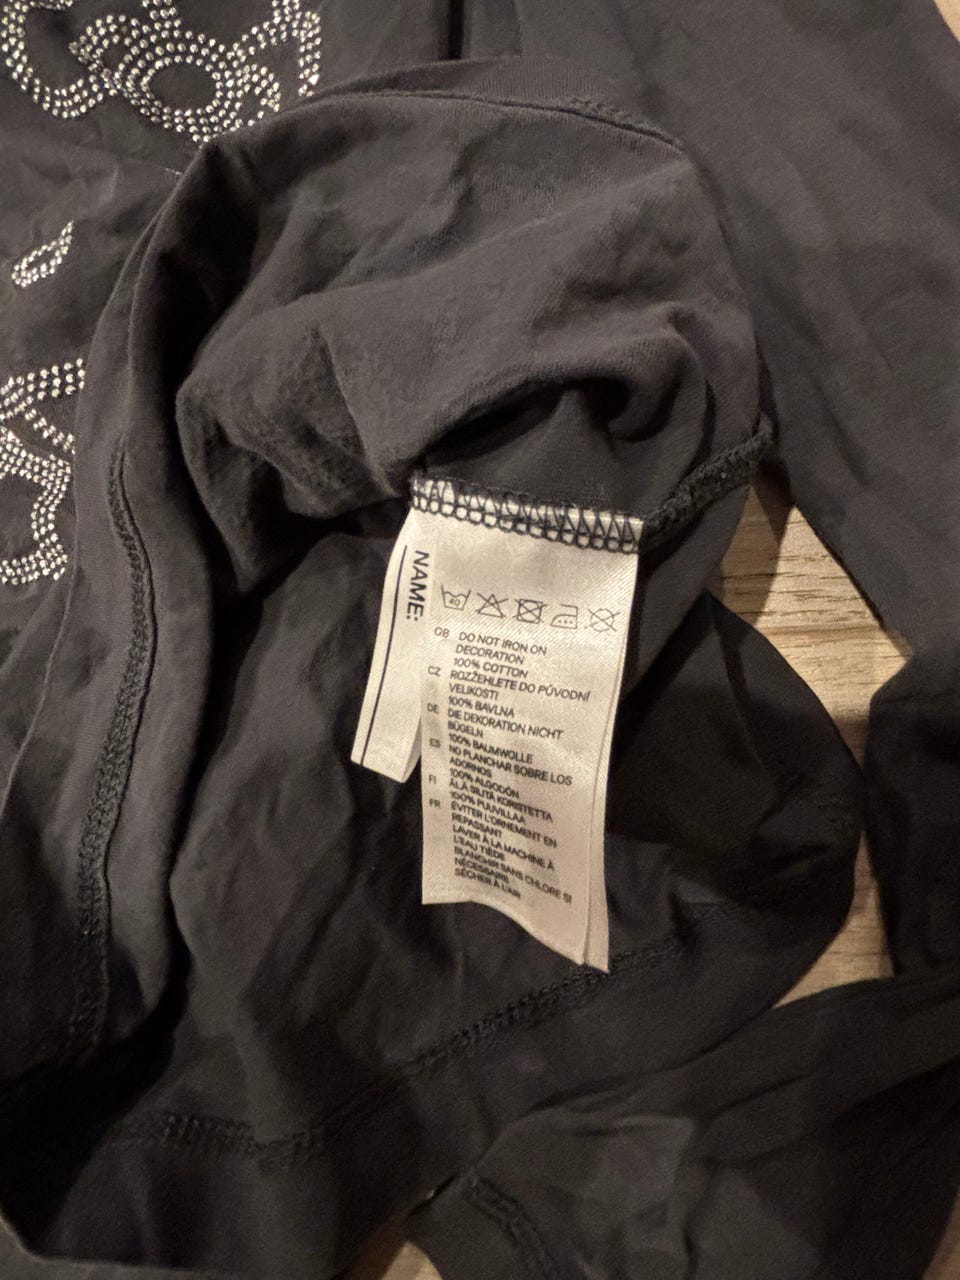 NAME:
40
GB DO NOT IRON ON
DECORATION
100% COTTON
CZ ROZŽEHLETE DO PŮVODNÍ
VELIKOSTI
100% BAVLNA
DE DIE DEKORATION NICHT
BÜGELN
100% BAUMWOLLE
ES NO PLANCHAR SOBRE LOS
ADORNOS
100% ALGODÓN
FI ÄLÄ SILITÄ KORISTETTA
100% PUUVILLAA
FR ÉVITER L'ORNEMENT EN
REPASSANT
LAVER À LA MACHINE À
L'EAU TIÈDE
BLANCHIR SANS CHLORE SI
NÉCESSAIRE
SÉCHER À L'AIR